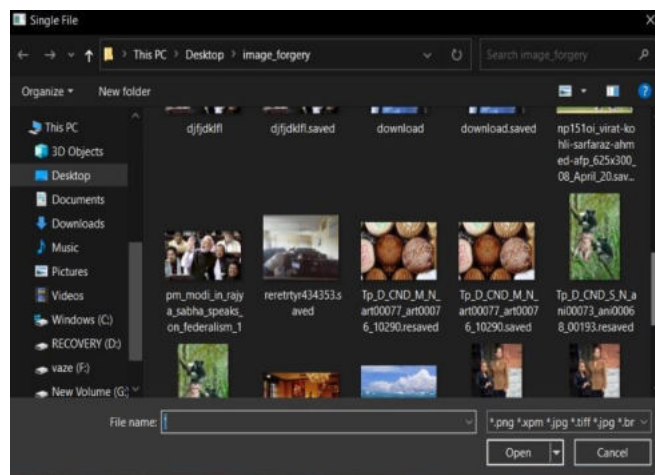 Single File
This PC > Desktop > image_forgery
Search image_forgery
Organize
New folder
This PC
3D Objects
Desktop
Documents
Downloads
Music
Pictures
Videos
Windows (C:)
RECOVERY (D:)
vaze (F:)
New Volume (G:)
djfjdklfl
djfjdklfl.saved
download
download.saved
np151oi_virat-ko
hli-sarfaraz-ahm
ed-afp_625x300_
08_April_20.sav...
pm_modi_in_rajy
a_sabha_speaks_
on_federalism_1
reretrtyr434353.s
aved
Tp_D_CND_M_N_
art00077_art0007
6_10290.resaved
Tp_D_CND_M_N_
art00077_art0007
6_10290.saved
Tp_D_CND_S_N_a
ni00073_ani0006
8_00193.resaved
File name:
*.png *.xpm *.jpg *.tiff *.jpg *.br
Open
Cancel